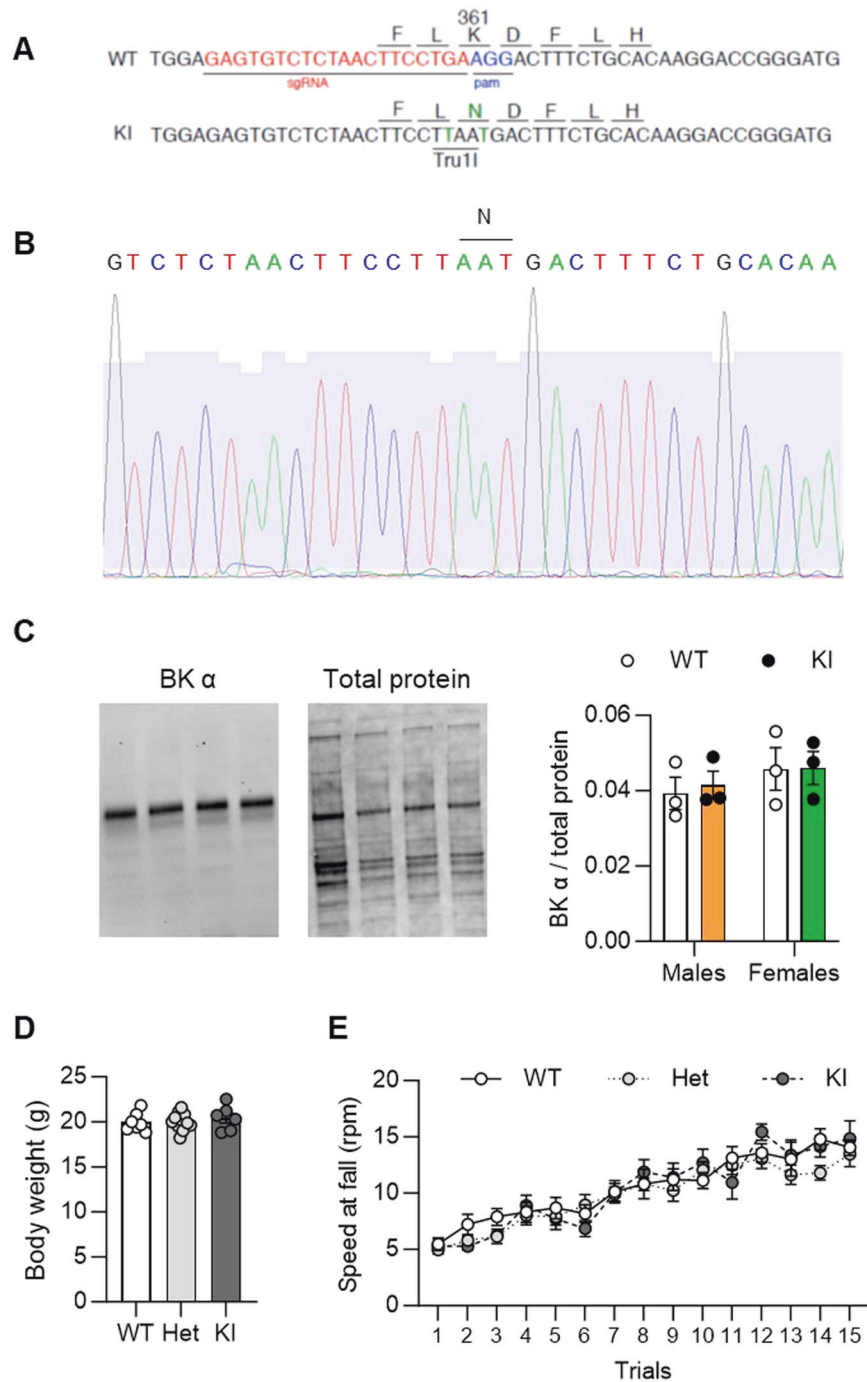 A
361
F L K D F L H
WT TGGAGAGTGTCTCTAACTTCCTGAAGGACTTTCTGCACAAGGACCGGGATG
sgRNA pam
F L N D F L H
KI TGGAGAGTGTCTCTAACTTCCTTAATGACTTTCTGCACAAGGACCGGGATG
Tru1I
B
N
GTCTCTAACTTCCTTAATGACTTTCTGCACAA
C
BK α Total protein
WT KI
BK α / total protein
0.06
0.04
0.02
0.00
Males Females
D
Body weight (g)
25
20
15
10
5
0
WT Het KI
E
WT Het KI
Speed at fall (rpm)
20
15
10
5
0
1 2 3 4 5 6 7 8 9 10 11 12 13 14 15
Trials